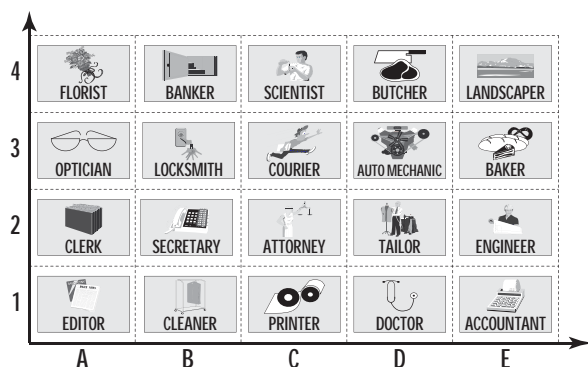 4
FLORIST BANKER SCIENTIST BUTCHER LANDSCAPER
3
OPTICIAN LOCKSMITH COURIER AUTO MECHANIC BAKER
2
CLERK SECRETARY ATTORNEY TAILOR ENGINEER
1
EDITOR CLEANER PRINTER DOCTOR ACCOUNTANT
A B C D E